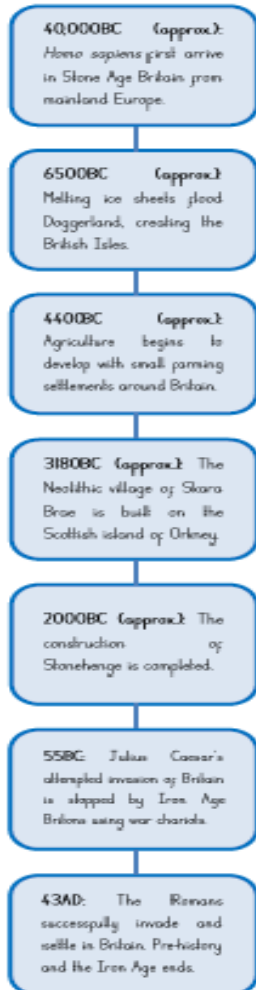 40,000BC (approx.):
Homo sapiens first arrive
in Stone Age Britain from
mainland Europe.
6500BC (approx.):
Melting ice sheets flood
Doggerland, creating the
British Isles.
4400BC (approx.):
Agriculture begins to
develop with small farming
settlements around Britain.
3180BC (approx.): The
Neolithic village of Skara
Brae is built on the
Scottish island of Orkney.
2000BC (approx.): The
construction of
Stonehenge is completed.
55BC: Julius Caesar's
attempted invasion of Britain
is stopped by Iron Age
Britons using war chariots.
43AD: The Romans
successfully invade and
settle in Britain. Pre-history
and the Iron Age ends.